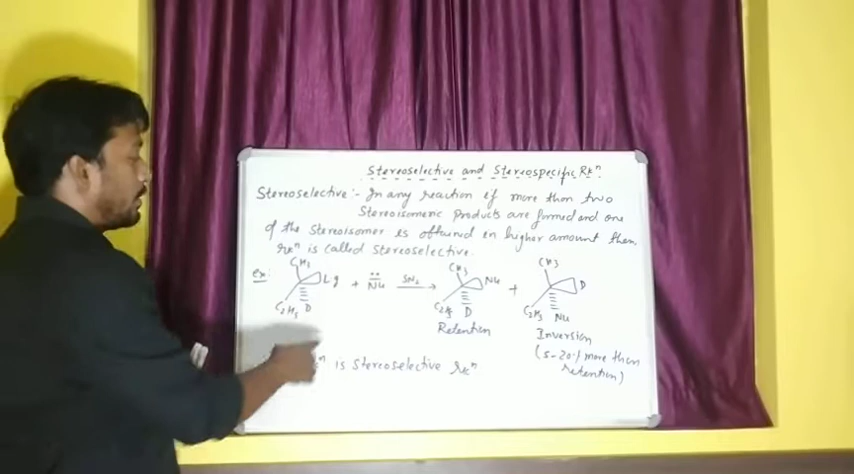 Stereoselective and Stereospecific Rxⁿ
Stereoselective :- In any reaction if more than two
Stereoisomeric Products are formed and one
of the stereoisomer is obtained in higher amount then
rxⁿ is called stereoselective.
ex:
CH₃
Lg
C₂H₅ D
+ Nu
SN₁
CH₃
Nu
C₂H₅ D
Retention
+
CH₃
D
C₂H₅ Nu
Inversion
(5-20% more than
retention)
is stereoselective rxⁿ